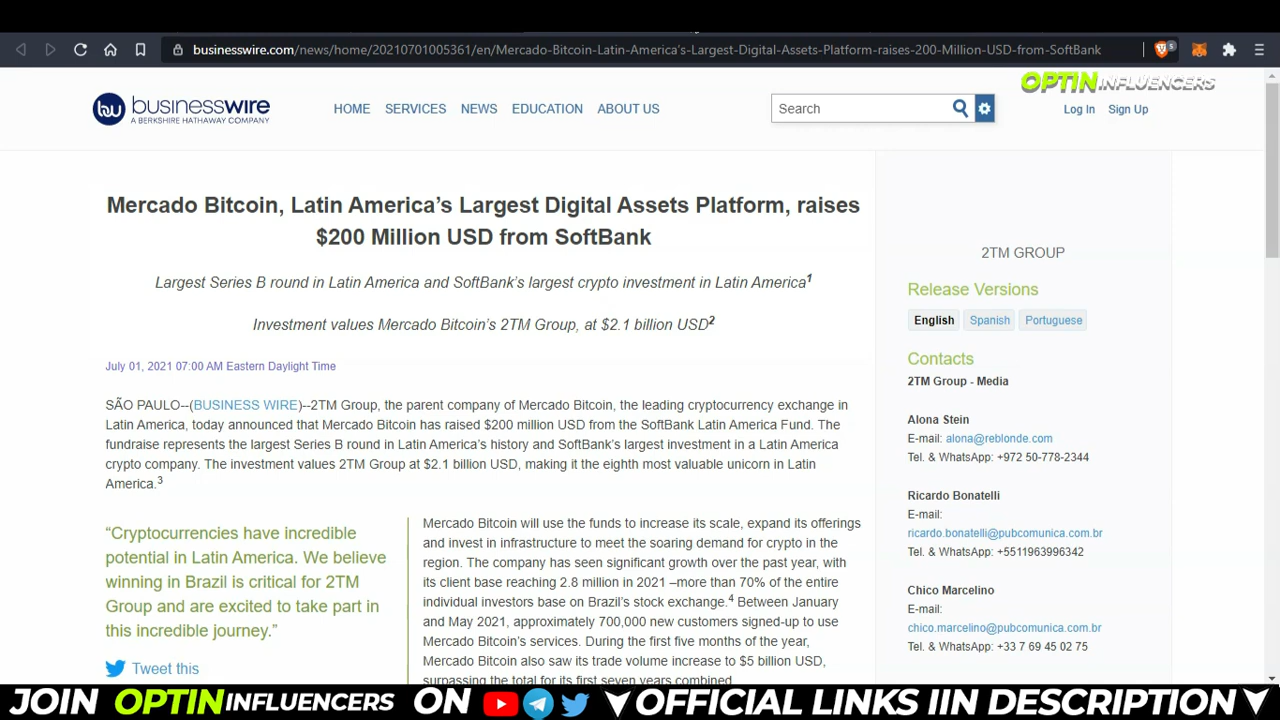 businesswire.com/news/home/20210701005361/en/Mercado-Bitcoin-Latin-America's-Largest-Digital-Assets-Platform-raises-200-Million-USD-from-SoftBank
5
OPTIN INFLUENCERS
bw businesswire
A BERKSHIRE HATHAWAY COMPANY
HOME SERVICES NEWS EDUCATION ABOUT US
Search
Log In Sign Up
Mercado Bitcoin, Latin America’s Largest Digital Assets Platform, raises
$200 Million USD from SoftBank
Largest Series B round in Latin America and SoftBank’s largest crypto investment in Latin America1
Investment values Mercado Bitcoin’s 2TM Group, at $2.1 billion USD2
July 01, 2021 07:00 AM Eastern Daylight Time
SÃO PAULO--(BUSINESS WIRE)--2TM Group, the parent company of Mercado Bitcoin, the leading cryptocurrency exchange in
Latin America, today announced that Mercado Bitcoin has raised $200 million USD from the SoftBank Latin America Fund. The
fundraise represents the largest Series B round in Latin America’s history and SoftBank’s largest investment in a Latin America
crypto company. The investment values 2TM Group at $2.1 billion USD, making it the eighth most valuable unicorn in Latin
America.3
“Cryptocurrencies have incredible
potential in Latin America. We believe
winning in Brazil is critical for 2TM
Group and are excited to take part in
this incredible journey.”
Tweet this
Mercado Bitcoin will use the funds to increase its scale, expand its offerings
and invest in infrastructure to meet the soaring demand for crypto in the
region. The company has seen significant growth over the past year, with
its client base reaching 2.8 million in 2021 –more than 70% of the entire
individual investors base on Brazil’s stock exchange.4 Between January
and May 2021, approximately 700,000 new customers signed-up to use
Mercado Bitcoin’s services. During the first five months of the year,
Mercado Bitcoin also saw its trade volume increase to $5 billion USD,
surpassing the total for its first seven years combined
2TM GROUP
Release Versions
English Spanish Portuguese
Contacts
2TM Group - Media
Alona Stein
E-mail: alona@reblonde.com
Tel. & WhatsApp: +972 50-778-2344
Ricardo Bonatelli
E-mail:
ricardo.bonatelli@pubcomunica.com.br
Tel. & WhatsApp: +5511963996342
Chico Marcelino
E-mail:
chico.marcelino@pubcomunica.com.br
Tel. & WhatsApp: +33 7 69 45 02 75
JOIN OPTIN INFLUENCERS ON OFFICIAL LINKS IN DESCRIPTION